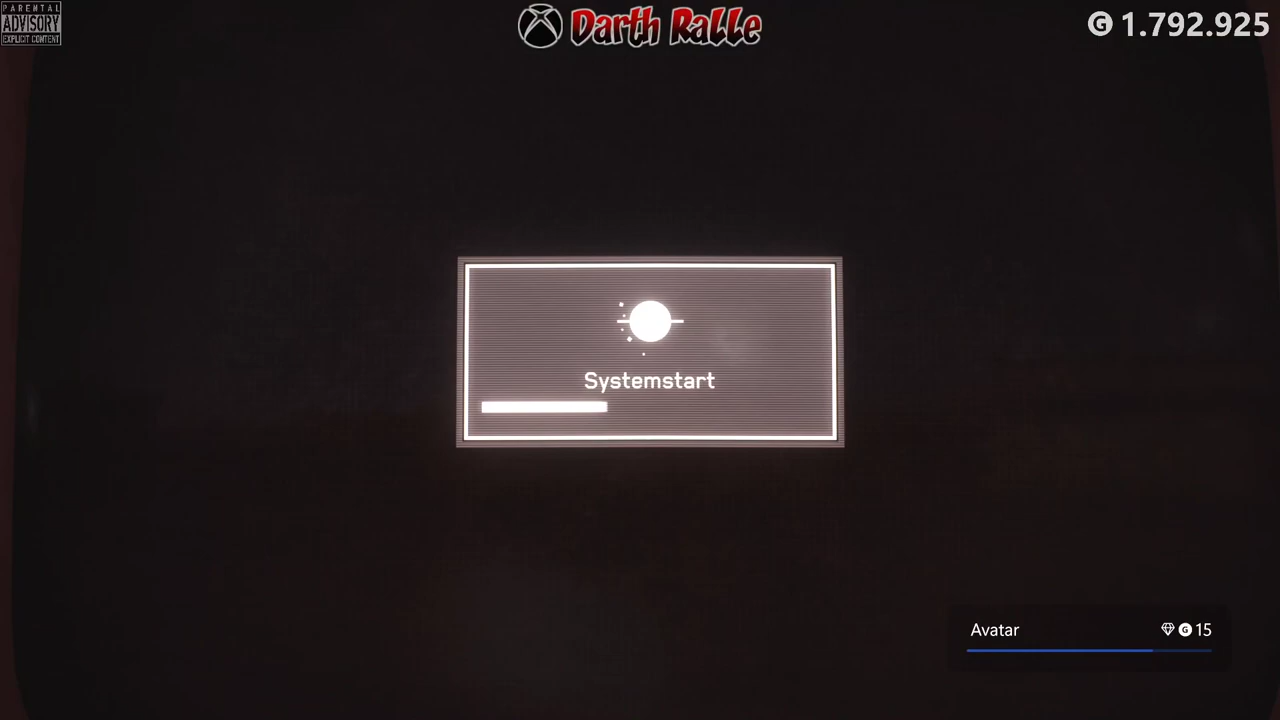 PARENTAL
ADVISORY
EXPLICIT CONTENT
Darth Ralle
G 1.792.925
Systemstart
Avatar G 15